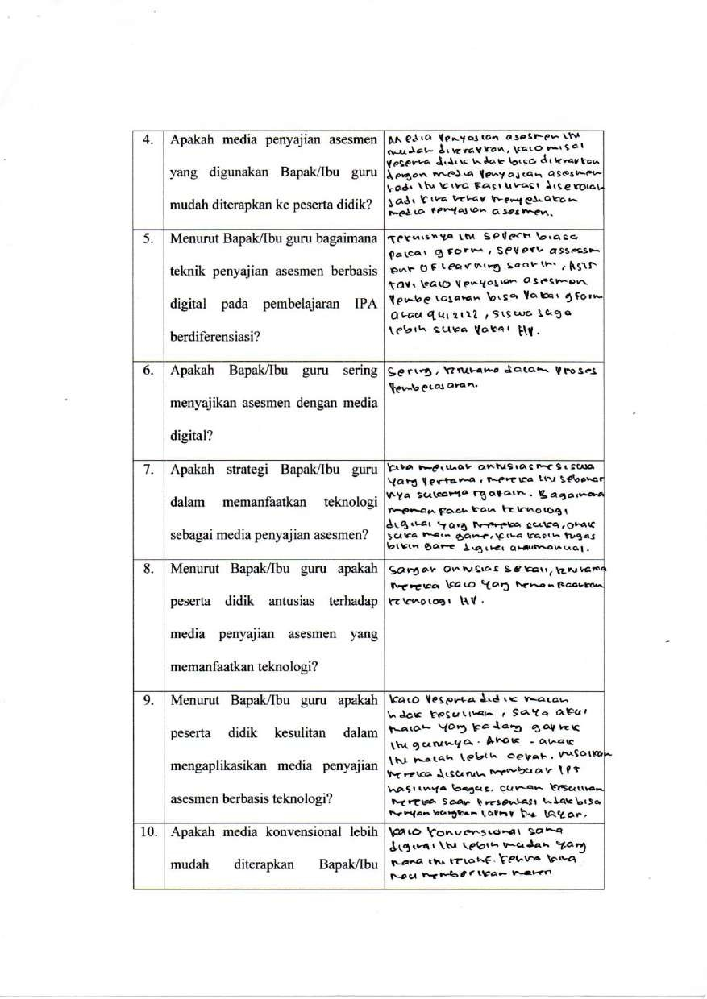 4. Apakah media penyajian asesmen
yang digunakan Bapak/Ibu guru
mudah diterapkan ke peserta didik?
Media Penyajian asesmen itu
mudah diterapkan, kalo misal
Peserta didik tidak bisa diterapkan
dengan media Penyajian asesmen
tadi itu kita Fasilitasi disekolah
Jadi kita tetap menyediakan
media Penyajian asesmen.
5. Menurut Bapak/Ibu guru bagaimana
teknik penyajian asesmen berbasis
digital pada pembelajaran IPA
berdiferensiasi?
Teknisnya itu seperti biasa
pakai gform, seperti assessm
ent OF Learning saat ini,
tapi kalo Penyajian asesmen
Pembelajaran bisa Pakai gform
atau quizizz, siswa juga
lebih suka Pakai HP.
6. Apakah Bapak/Ibu guru sering
menyajikan asesmen dengan media
digital?
Sering, terutama dalam Proses
Pembelajaran.
7. Apakah strategi Bapak/Ibu guru
dalam memanfaatkan teknologi
sebagai media penyajian asesmen?
Kita melihat antusiasme siswa
Yang Pertama, mereka itu sebenar
nya sukanya ngapain. Bagaimana
memanfaatkan teknologi
digital yang mereka suka, anak
suka main game, kita kasih tugas
bikin game digital atau manual.
8. Menurut Bapak/Ibu guru apakah
peserta didik antusias terhadap
media penyajian asesmen yang
memanfaatkan teknologi?
Sangat antusias sekali, terutama
mereka kalo yang memanfaatkan
teknologi HP.
9. Menurut Bapak/Ibu guru apakah
peserta didik kesulitan dalam
mengaplikasikan media penyajian
asesmen berbasis teknologi?
Kalo Peserta didik malah
tidak kesulitan, saya akui
malah yang kadang gaptek
itu gurunya. Anak - anak
itu malah lebih cepat. misalkan
mereka disuruh membuat PPT
hasilnya bagus. cuman kesulitan
mereka saat Presentasi tidak bisa
menyambungkan laptop ke layar.
10. Apakah media konvensional lebih
mudah diterapkan Bapak/Ibu
Kalo Konvensional sama
digital itu lebih mudah yang
mana itu relatif. Ketika kita
mau memberikan materi